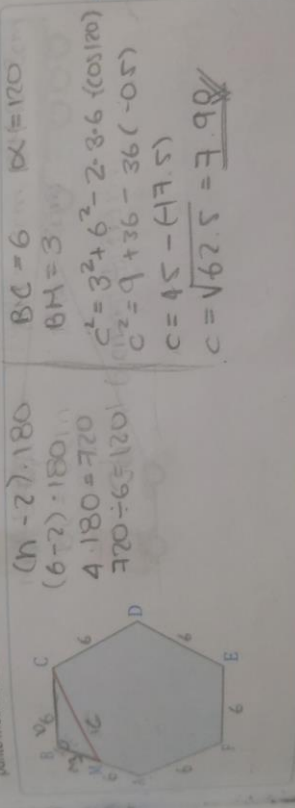 (n-2).180
(6-2).180
4.180=720
720÷6=120
BC=6 α=120
BM=3
c²=3²+6²-2.3.6.(cos120)
c²=9+36-36(-0.5)
c=45-(-17.5)
c=√62.5=7.90
B
C
D
E
F
A
6
6
6
6
6
6